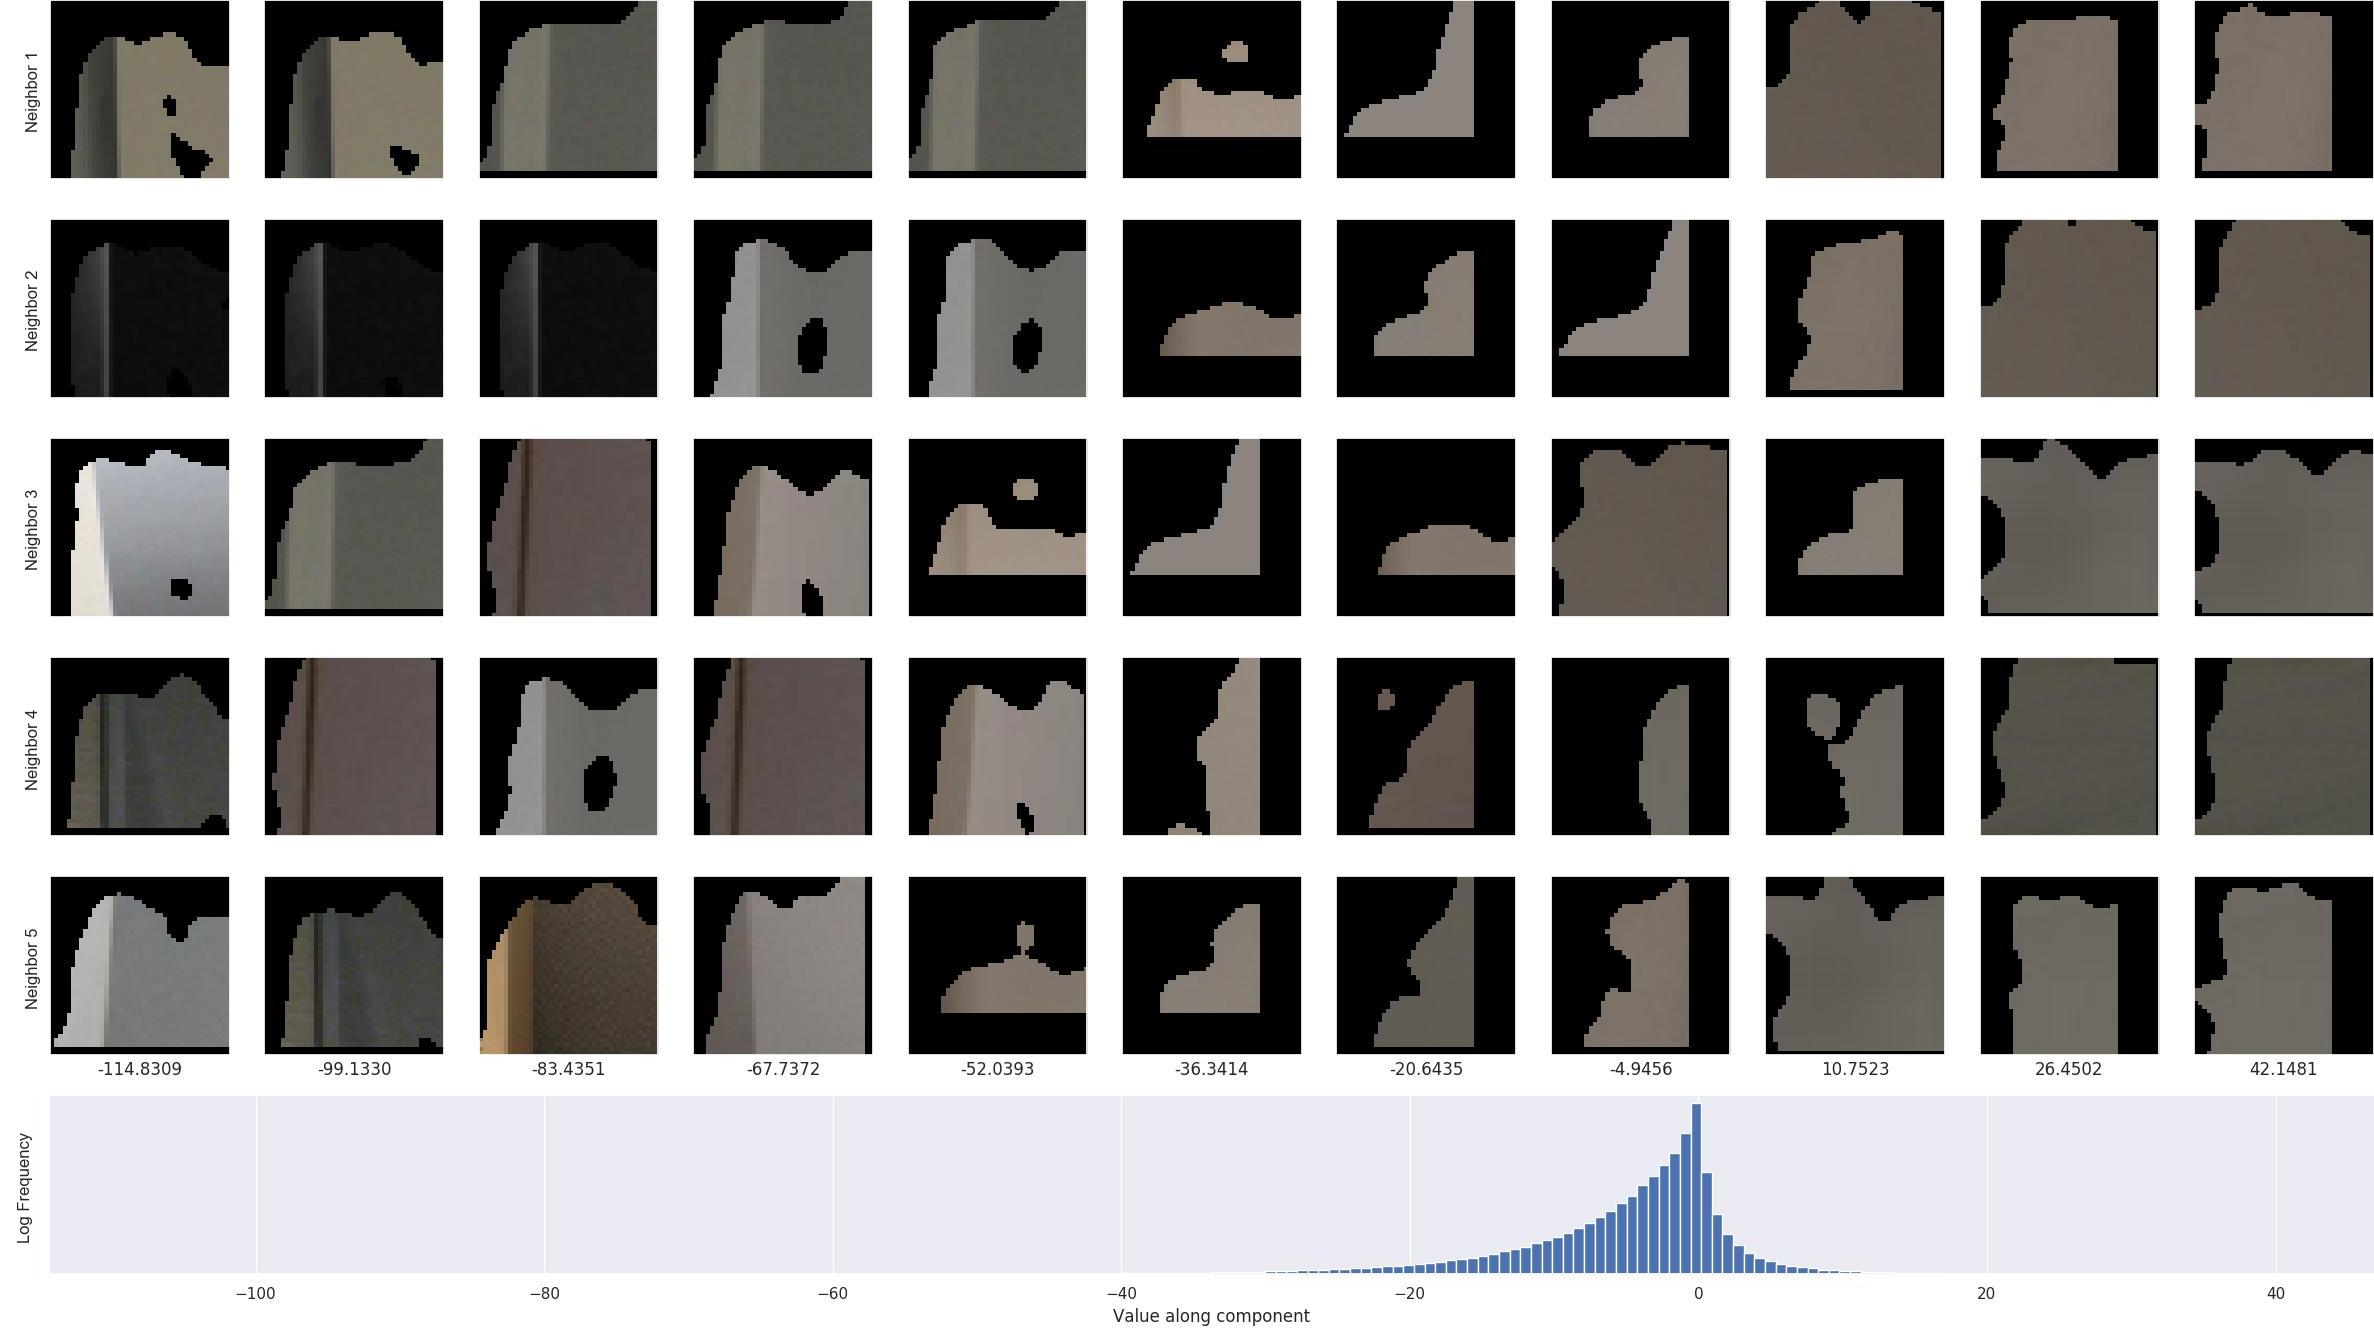 Neighbor 1
Neighbor 2
Neighbor 3
Neighbor 4
Neighbor 5
-114.8309 -99.1330 -83.4351 -67.7372 -52.0393 -36.3414 -20.6435 -4.9456 10.7523 26.4502 42.1481
Log Frequency
−100 −80 −60 −40 −20 0 20 40
Value along component